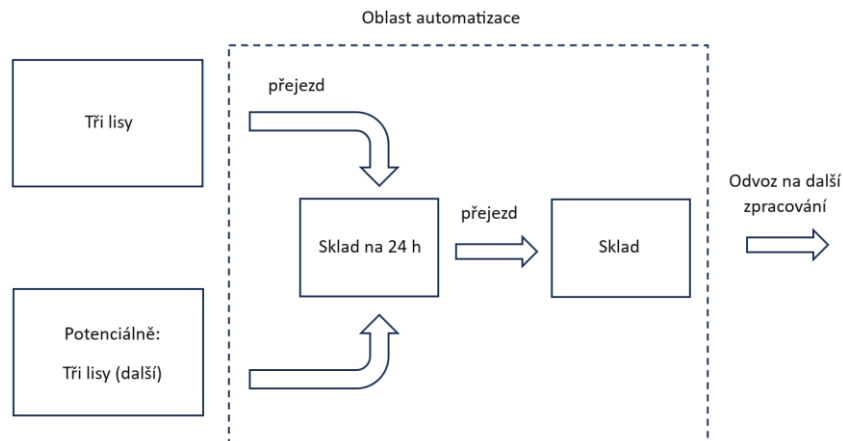 Oblast automatizace
přejezd
Tři lisy
Odvoz na další
zpracování
přejezd
Sklad na 24 h
Sklad
Potenciálně:
Tři lisy (další)